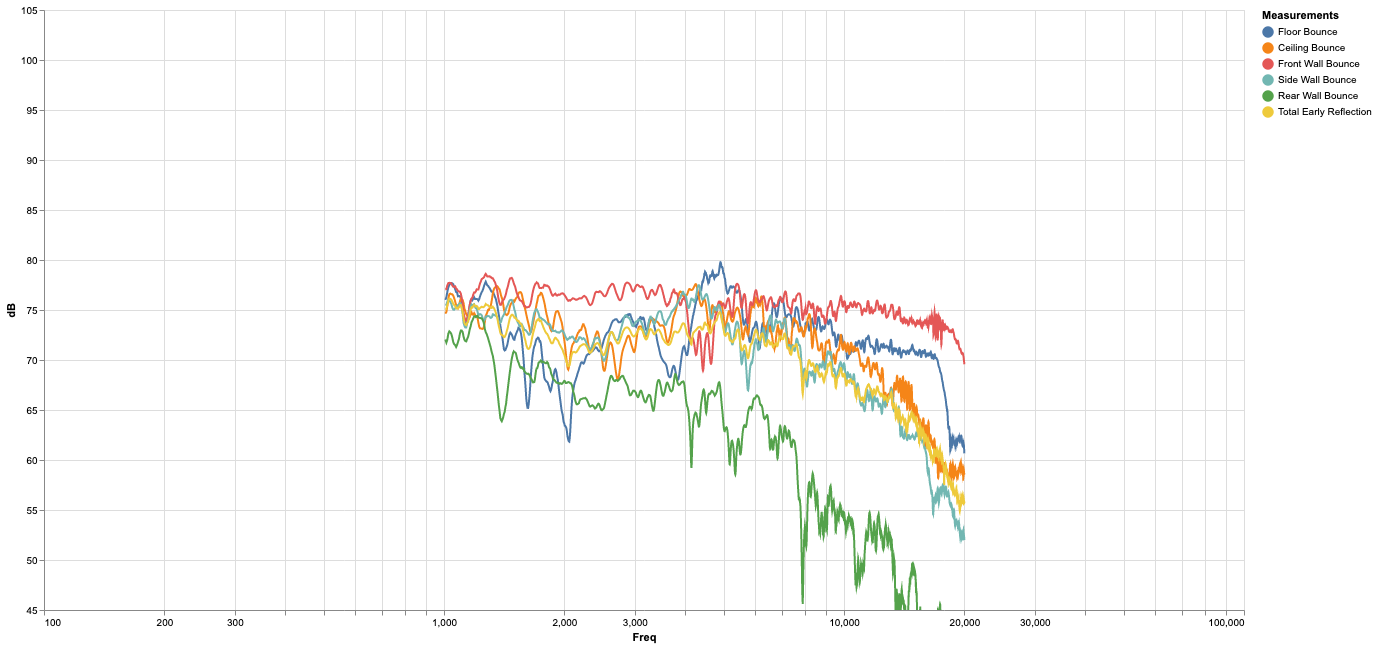 105
100
95
90
85
80
75
70
65
60
55
50
45
dB
100
200
300
1,000
2,000
3,000
10,000
20,000
30,000
100,000
Freq
Measurements
Floor Bounce
Ceiling Bounce
Front Wall Bounce
Side Wall Bounce
Rear Wall Bounce
Total Early Reflection